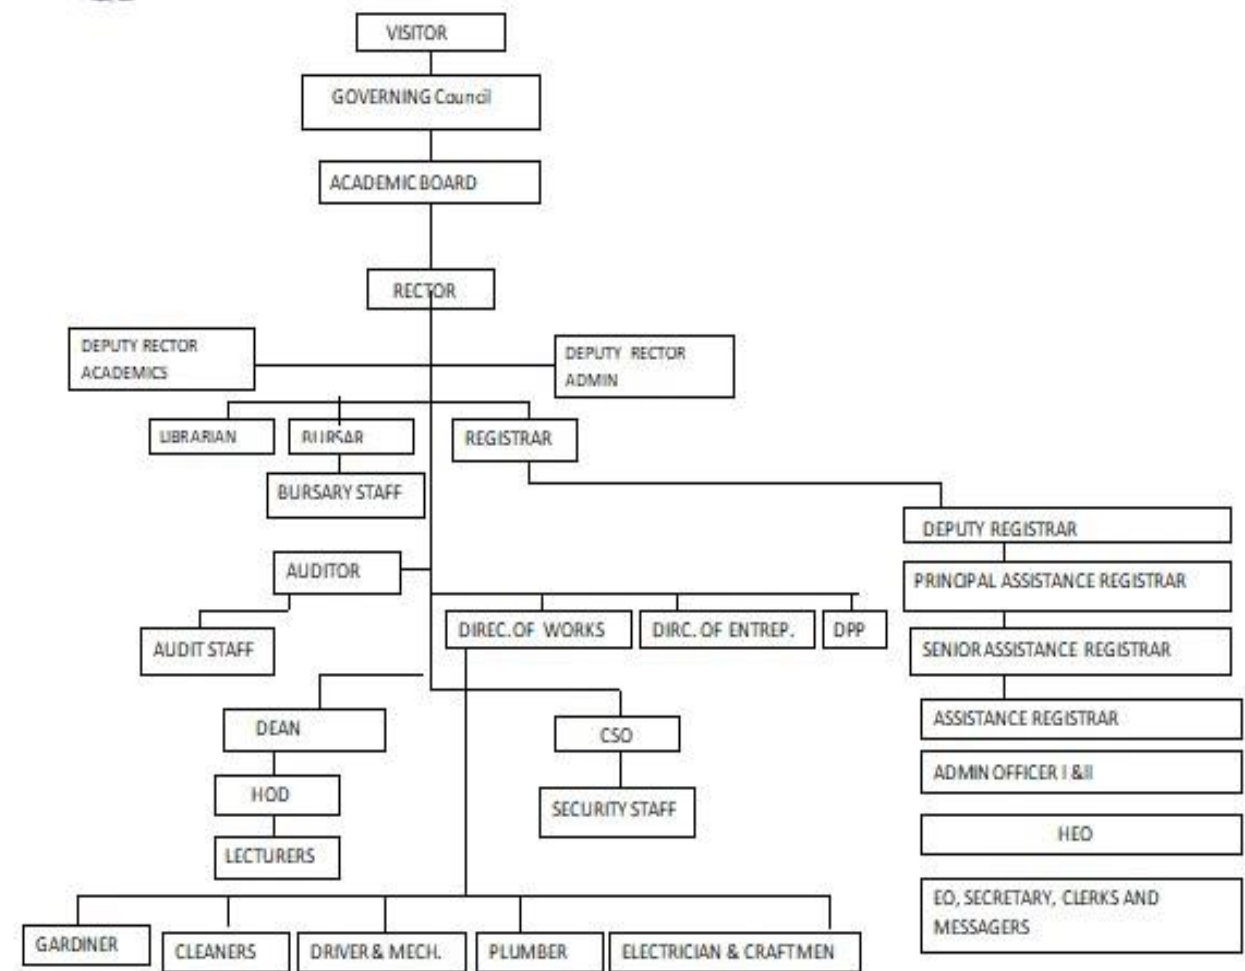 VISITOR
GOVERNING Council
ACADEMIC BOARD
RECTOR
DEPUTY RECTOR
ACADEMICS
DEPUTY RECTOR
ADMIN
LIBRARIAN
BURSAR
REGISTRAR
BURSARY STAFF
DEPUTY REGISTRAR
AUDITOR
PRINCIPAL ASSISTANCE REGISTRAR
DIREC. OF WORKS
DIRC. OF ENTREP.
DPP
AUDIT STAFF
SENIOR ASSISTANCE REGISTRAR
DEAN
CSO
ASSISTANCE REGISTRAR
ADMIN OFFICER I &II
HOD
SECURITY STAFF
HEO
LECTURERS
EO, SECRETARY, CLERKS AND
MESSAGERS
GARDINER
CLEANERS
DRIVER & MECH.
PLUMBER
ELECTRICIAN & CRAFTMEN